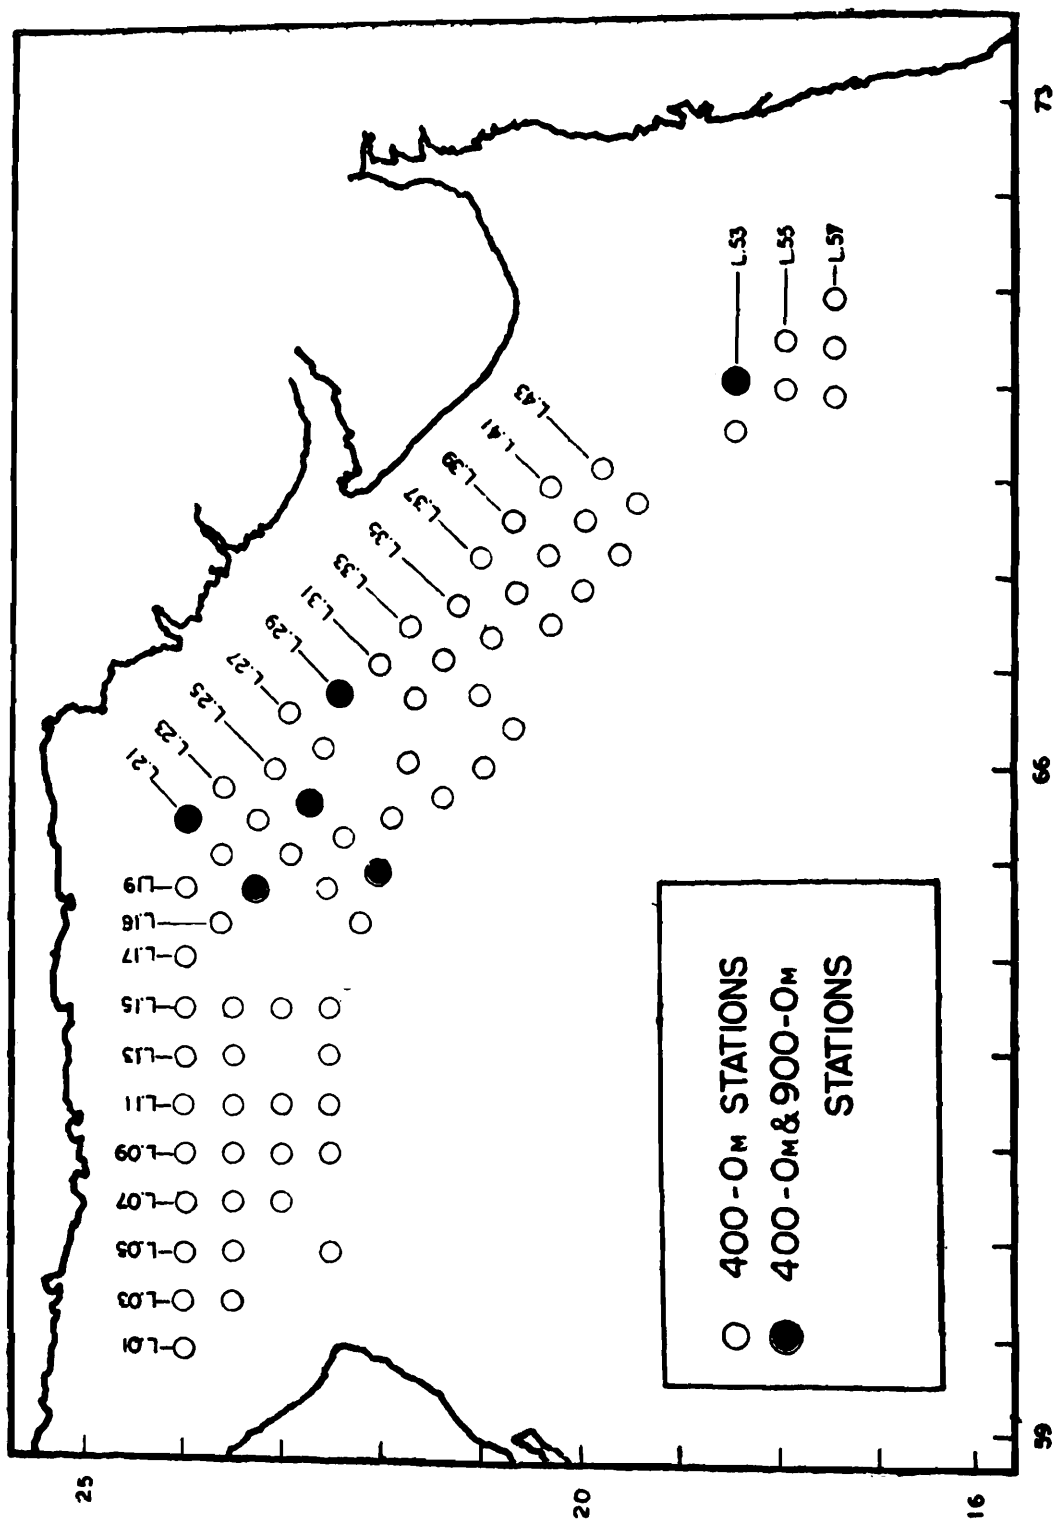 L.01
L.03
L.05
L.07
L.09
L.11
L.13
L.15
L.17
L.18
L.19
L.21
L.23
L.25
L.27
L.29
L.31
L.33
L.35
L.37
L.39
L.41
L.43
L.53
L.55
L.57
400-0M STATIONS
400-0M & 900-0M
STATIONS
25
20
16
59
66
73